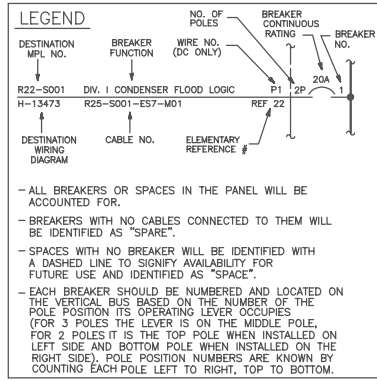 LEGEND
NO. OF
POLES
BREAKER
CONTINUOUS
RATING
BREAKER
NO.
DESTINATION
MPL NO.
BREAKER
FUNCTION
WIRE NO.
(DC ONLY)
20A
R22-S001 DIV. I CONDENSER FLOOD LOGIC P1 2P 1
H-13473 R25-S001-ES7-M01 REF 22
DESTINATION
WIRING
DIAGRAM
CABLE NO.
ELEMENTARY
REFERENCE #
- ALL BREAKERS OR SPACES IN THE PANEL WILL BE
ACCOUNTED FOR.
- BREAKERS WITH NO CABLES CONNECTED TO THEM WILL
BE IDENTIFIED AS "SPARE".
- SPACES WITH NO BREAKER WILL BE IDENTIFIED WITH
A DASHED LINE TO SIGNIFY AVAILABILITY FOR
FUTURE USE AND IDENTIFIED AS "SPACE".
- EACH BREAKER SHOULD BE NUMBERED AND LOCATED ON
THE VERTICAL BUS BASED ON THE NUMBER OF THE
POLE POSITION ITS OPERATING LEVER OCCUPIES
(FOR 3 POLES THE LEVER IS ON THE MIDDLE POLE,
FOR 2 POLES IT IS THE TOP POLE WHEN INSTALLED ON
LEFT SIDE AND BOTTOM POLE WHEN INSTALLED ON THE
RIGHT SIDE). POLE POSITION NUMBERS ARE KNOWN BY
COUNTING EACH POLE LEFT TO RIGHT, TOP TO BOTTOM.